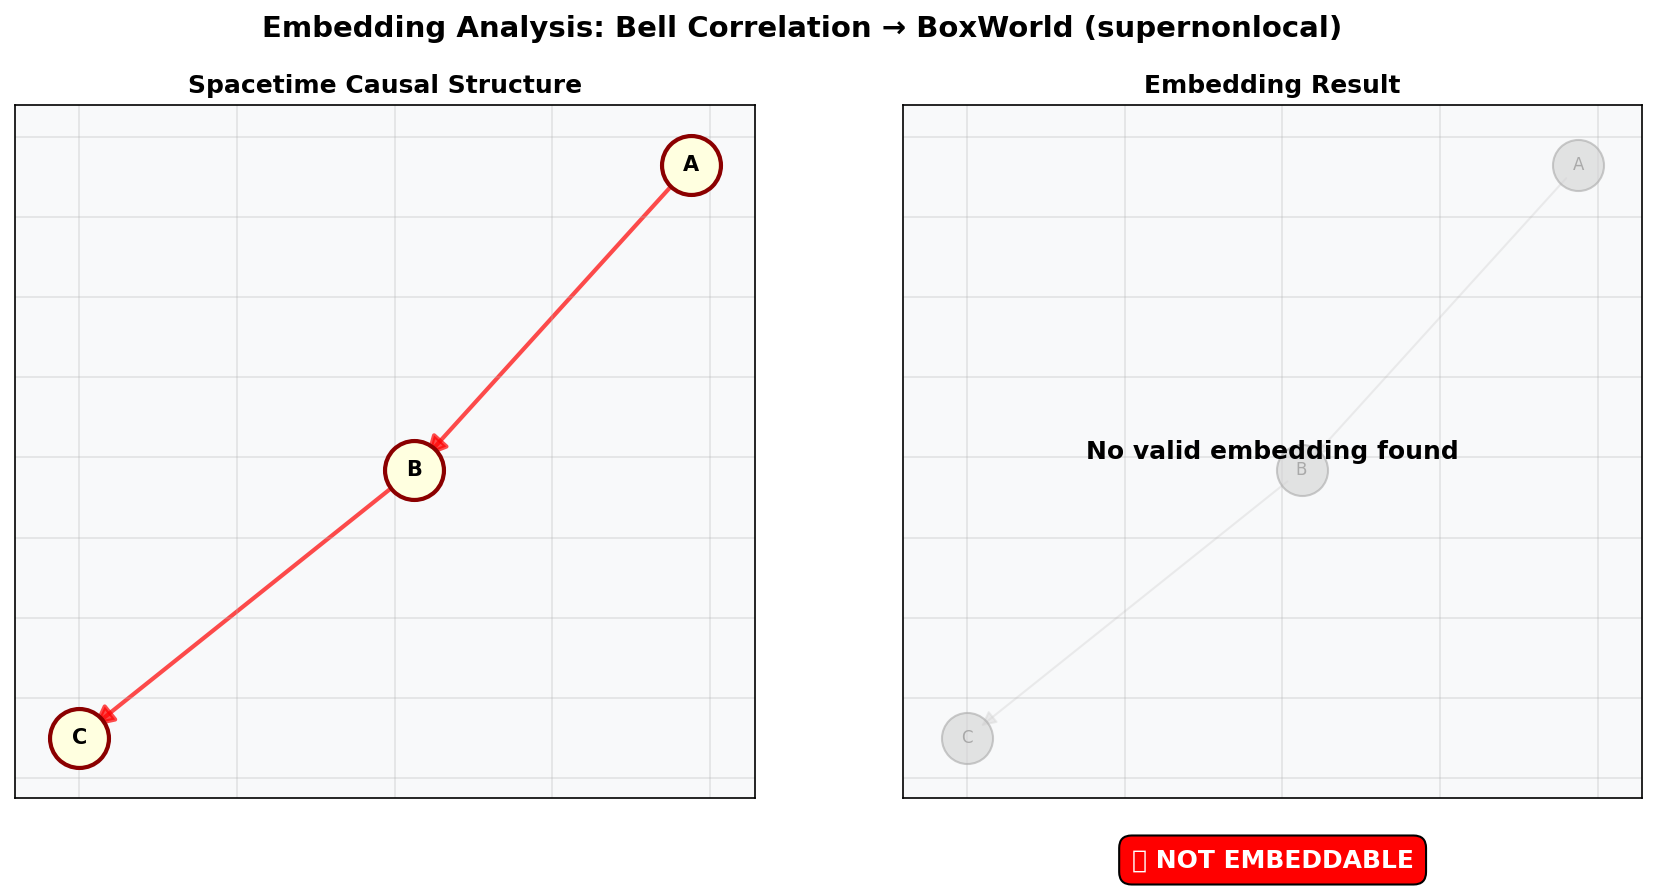 Embedding Analysis: Bell Correlation → BoxWorld (supernonlocal)
Spacetime Causal Structure
A
B
C
Embedding Result
A
No valid embedding found
B
C
NOT EMBEDDABLE